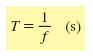 T = 1/f (s)